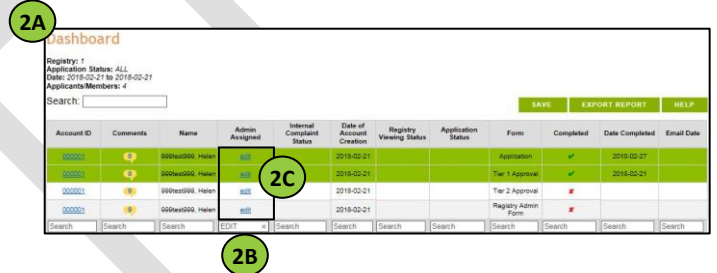 2A
Dashboard
Registry: 1
Application Status: ALL
Date: 2018-02-21 to 2018-02-21
Applicants/Members: 4
Search:
SAVE EXPORT REPORT HELP
Account ID Comments Name Admin Assigned Internal Complaint Status Date of Account Creation Registry Viewing Status Application Status Form Completed Date Completed Email Date
000001 0 999test999, Helen edit 2018-02-21 Application ✔ 2018-02-27
000001 0 999test999, Helen edit 2018-02-21 Tier 1 Approval ✔ 2018-02-21
2C
000001 0 999test999, Helen edit 2018-02-21 Tier 2 Approval ✘
000001 0 999test999, Helen edit 2018-02-21 Registry Admin Form ✘
Search Search Search EDIT × Search Search Search Search Search Search Search Search
2B